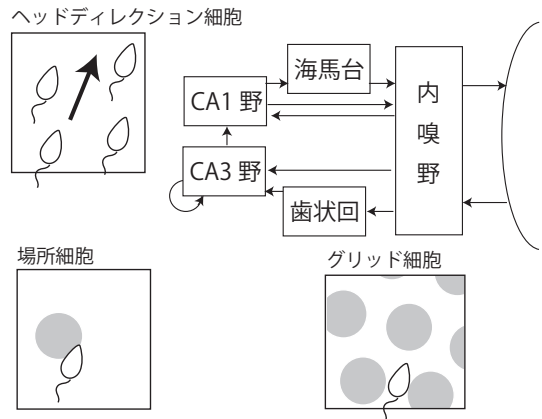 ヘッドディレクション細胞
海馬台
CA1 野
内嗅野
CA3 野
歯状回
場所細胞
グリッド細胞